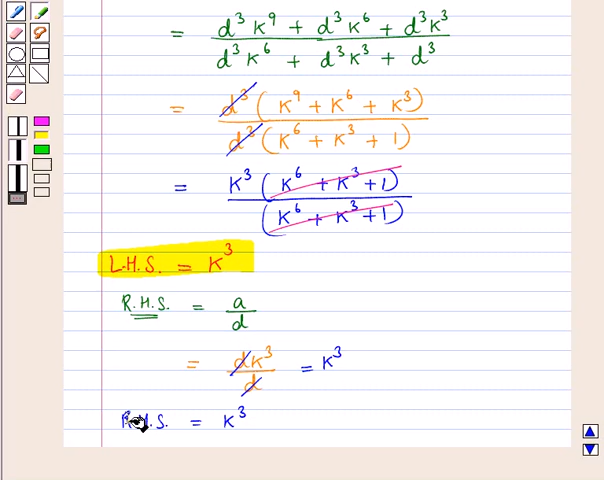 = d³K⁹ + d³K⁶ + d³K³ / d³K⁶ + d³K³ + d³
= d³(K⁹ + K⁶ + K³) / d³(K⁶ + K³ + 1)
= K³(K⁶ + K³ + 1) / (K⁶ + K³ + 1)
L.H.S. = K³
R.H.S. = a / d
= dK³ / d = K³
R.H.S. = K³